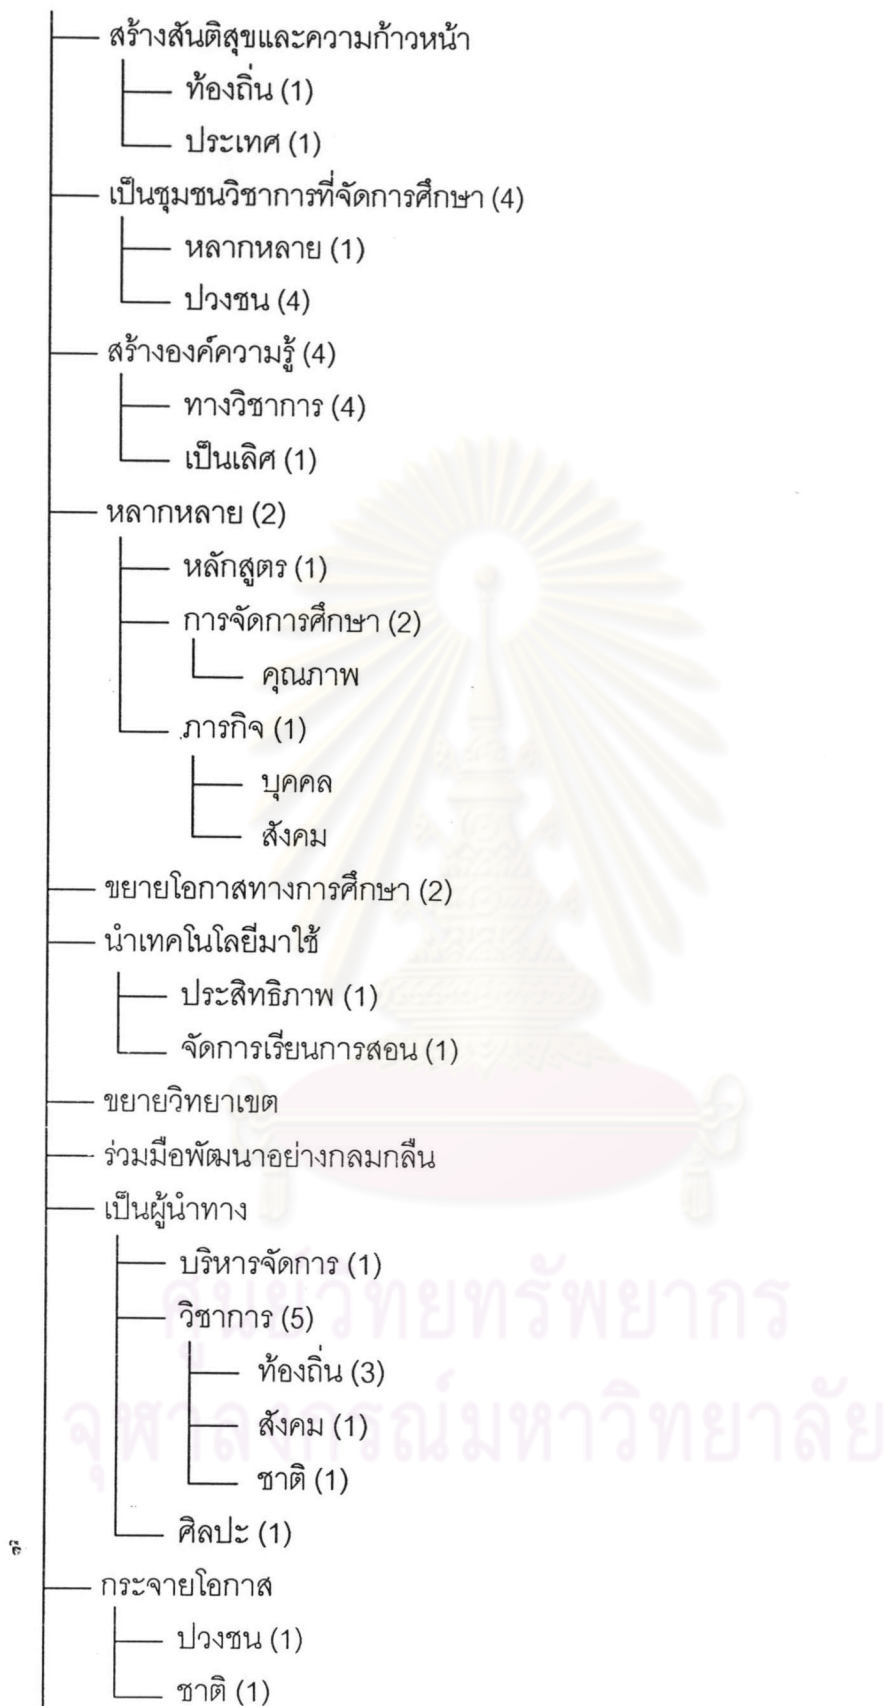 สร้างสันติสุขและความก้าวหน้า
ท้องถิ่น (1)
ประเทศ (1)
เป็นชุมชนวิชาการที่จัดการศึกษา (4)
หลากหลาย (1)
ปวงชน (4)
สร้างองค์ความรู้ (4)
ทางวิชาการ (4)
เป็นเลิศ (1)
หลากหลาย (2)
หลักสูตร (1)
การจัดการศึกษา (2)
คุณภาพ
ภารกิจ (1)
บุคคล
สังคม
ขยายโอกาสทางการศึกษา (2)
นำเทคโนโลยีมาใช้
ประสิทธิภาพ (1)
จัดการเรียนการสอน (1)
ขยายวิทยาเขต
ร่วมมือพัฒนาอย่างกลมกลืน
เป็นผู้นำทาง
บริหารจัดการ (1)
วิชาการ (5)
ท้องถิ่น (3)
สังคม (1)
ชาติ (1)
ศิลปะ (1)
กระจายโอกาส
ปวงชน (1)
ชาติ (1)
ศูนย์วิทยทรัพยากร
จุฬาลงกรณ์มหาวิทยาลัย